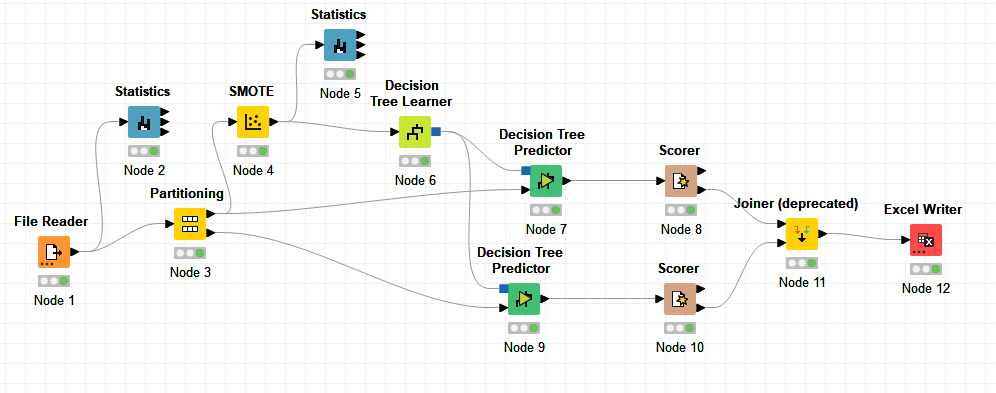 Statistics
Node 5
Statistics
Node 2
SMOTE
Node 4
Decision
Tree Learner
Node 6
Decision Tree
Predictor
Node 7
Scorer
Node 8
Partitioning
Node 3
File Reader
Node 1
Joiner (deprecated)
Node 11
Excel Writer
Node 12
Decision Tree
Predictor
Node 9
Scorer
Node 10